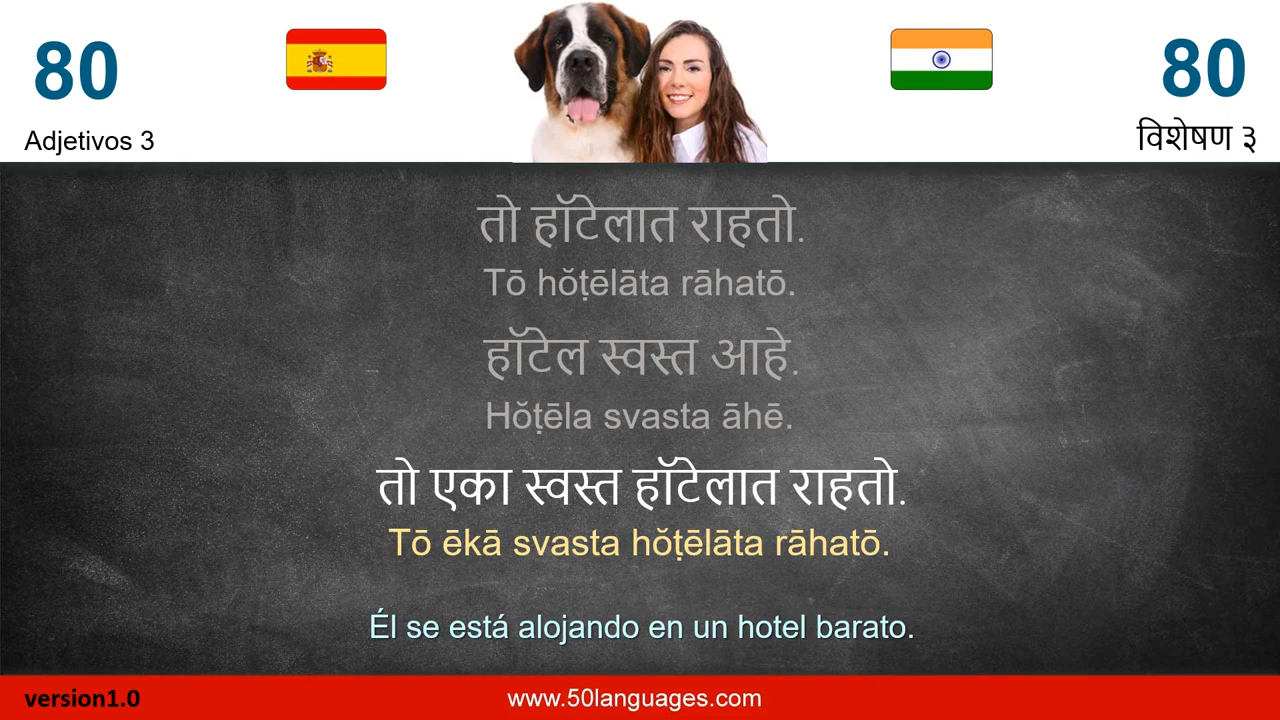 80
80
Adjetivos 3
विशेषण ३
तो हॉटेलात राहतो.
Tō hŏṭēlāta rāhatō.
हॉटेल स्वस्त आहे.
Hŏṭēla svasta āhē.
तो एका स्वस्त हॉटेलात राहतो.
Tō ēkā svasta hŏṭēlāta rāhatō.
Él se está alojando en un hotel barato.
version1.0
www.50languages.com